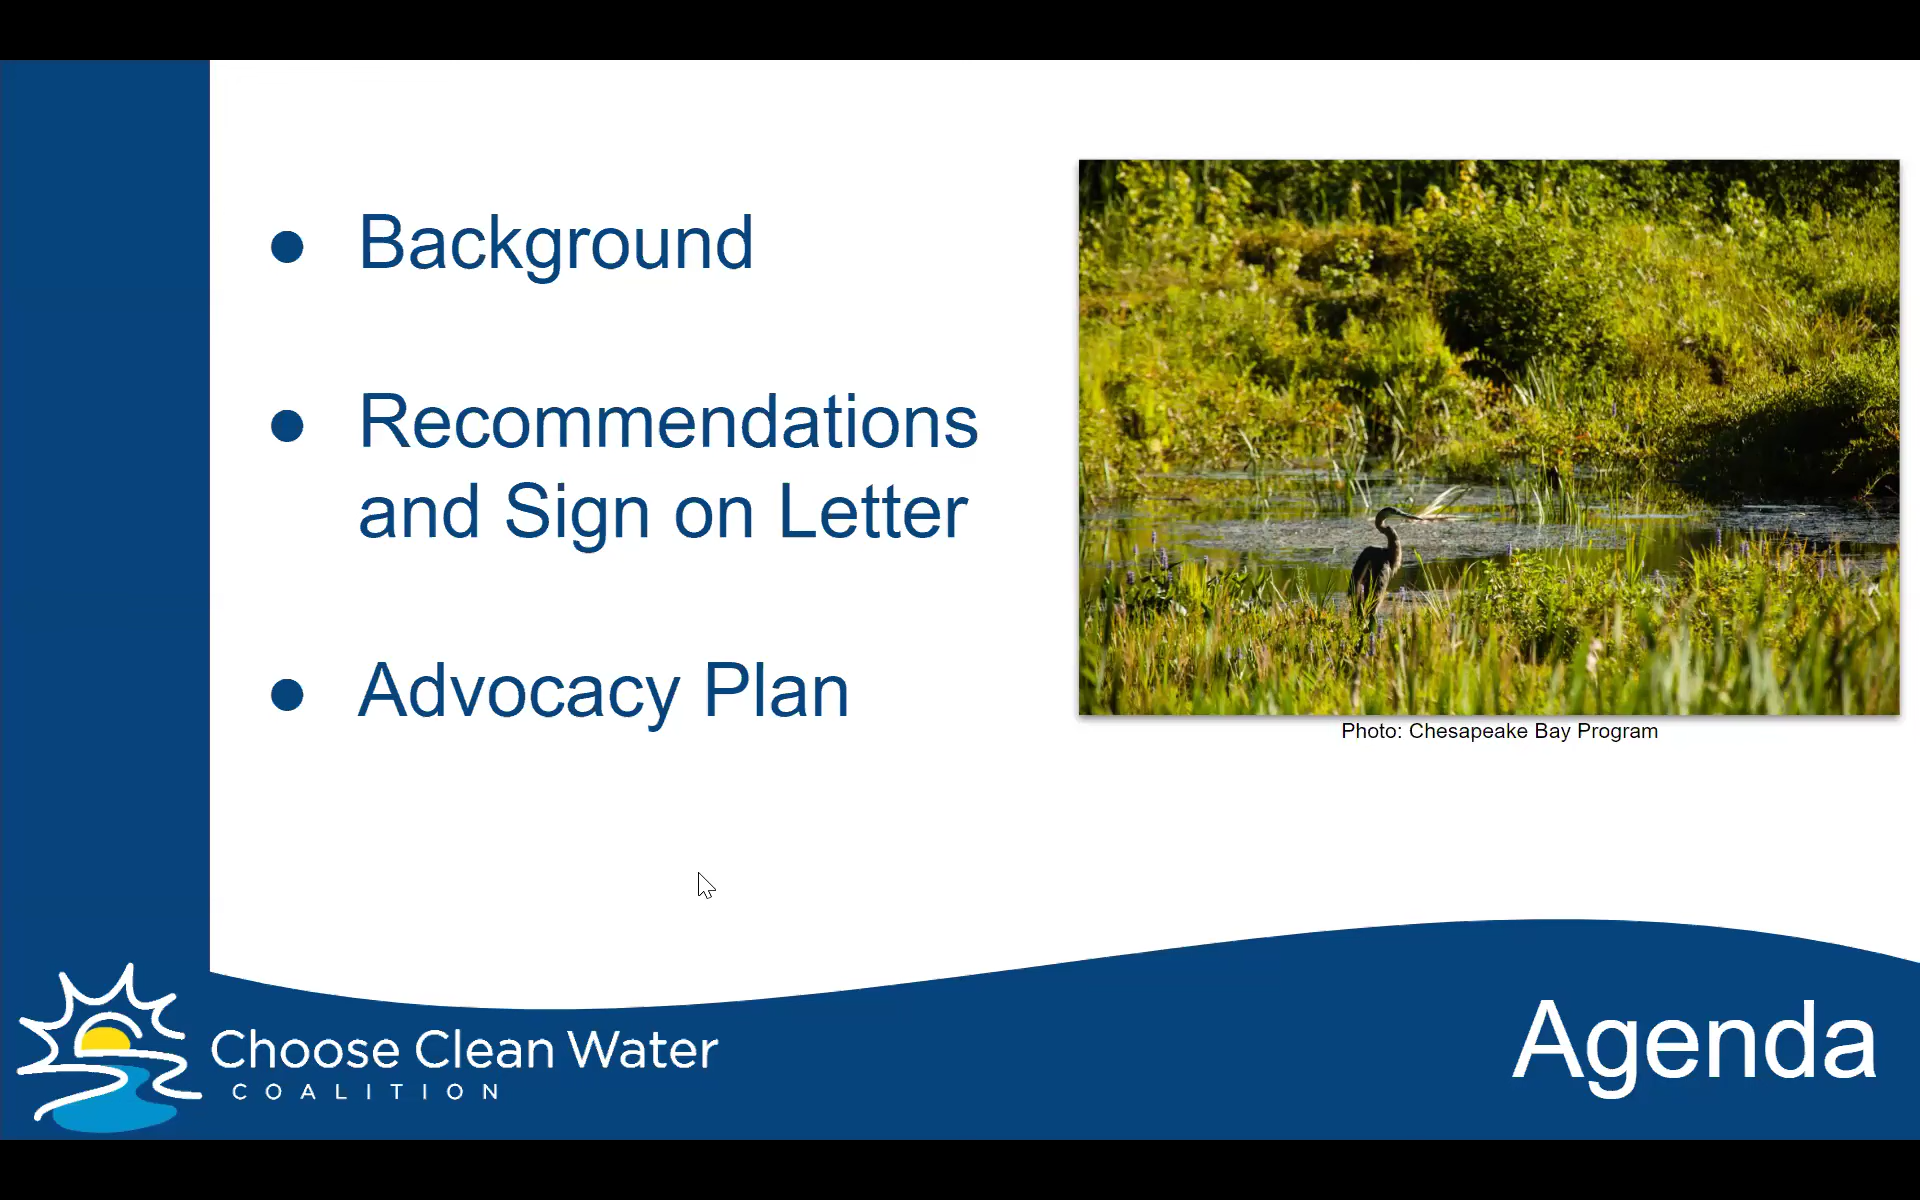 Background
Recommendations
and Sign on Letter
Advocacy Plan
Photo: Chesapeake Bay Program
Choose Clean Water
COALITION
Agenda